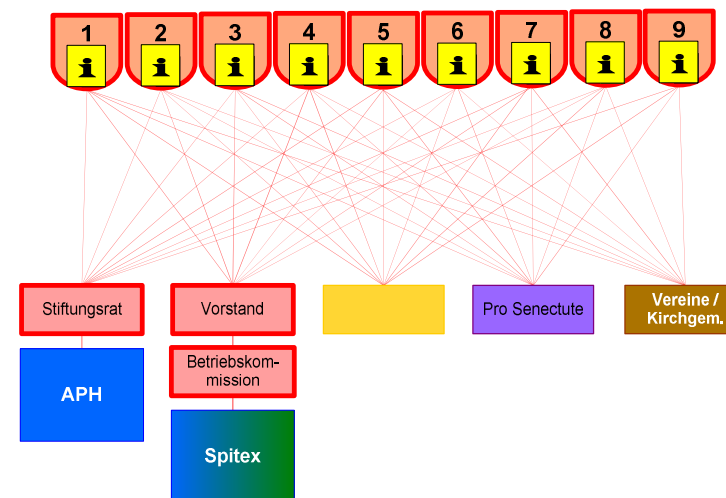 1 2 3 4 5 6 7 8 9
i i i i i i i i i
Stiftungsrat
Vorstand
Pro Senectute
Vereine /
Kirchgem.
Betriebskom-
mission
APH
Spitex